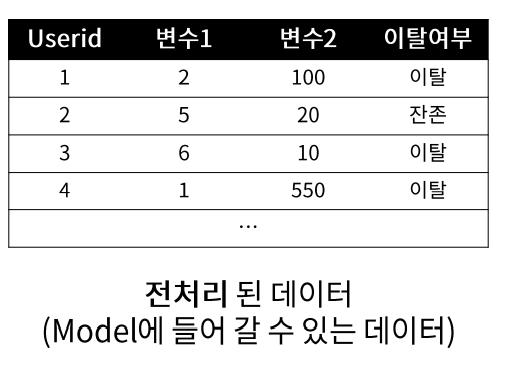 Userid 변수1 변수2 이탈여부
1 2 100 이탈
2 5 20 잔존
3 6 10 이탈
4 1 550 이탈
...
전처리 된 데이터
(Model에 들어 갈 수 있는 데이터)